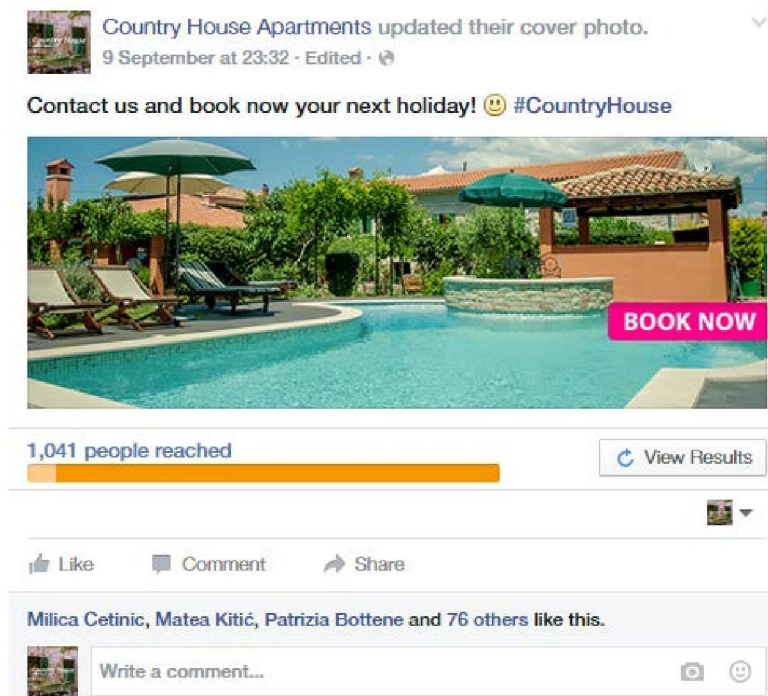 Country House Apartments updated their cover photo.
9 September at 23:32 · Edited ·
Contact us and book now your next holiday! 🙂 #CountryHouse
BOOK NOW
1,041 people reached
View Results
Like Comment Share
Milica Cetinic, Matea Kitić, Patrizia Bottene and 76 others like this.
Write a comment...